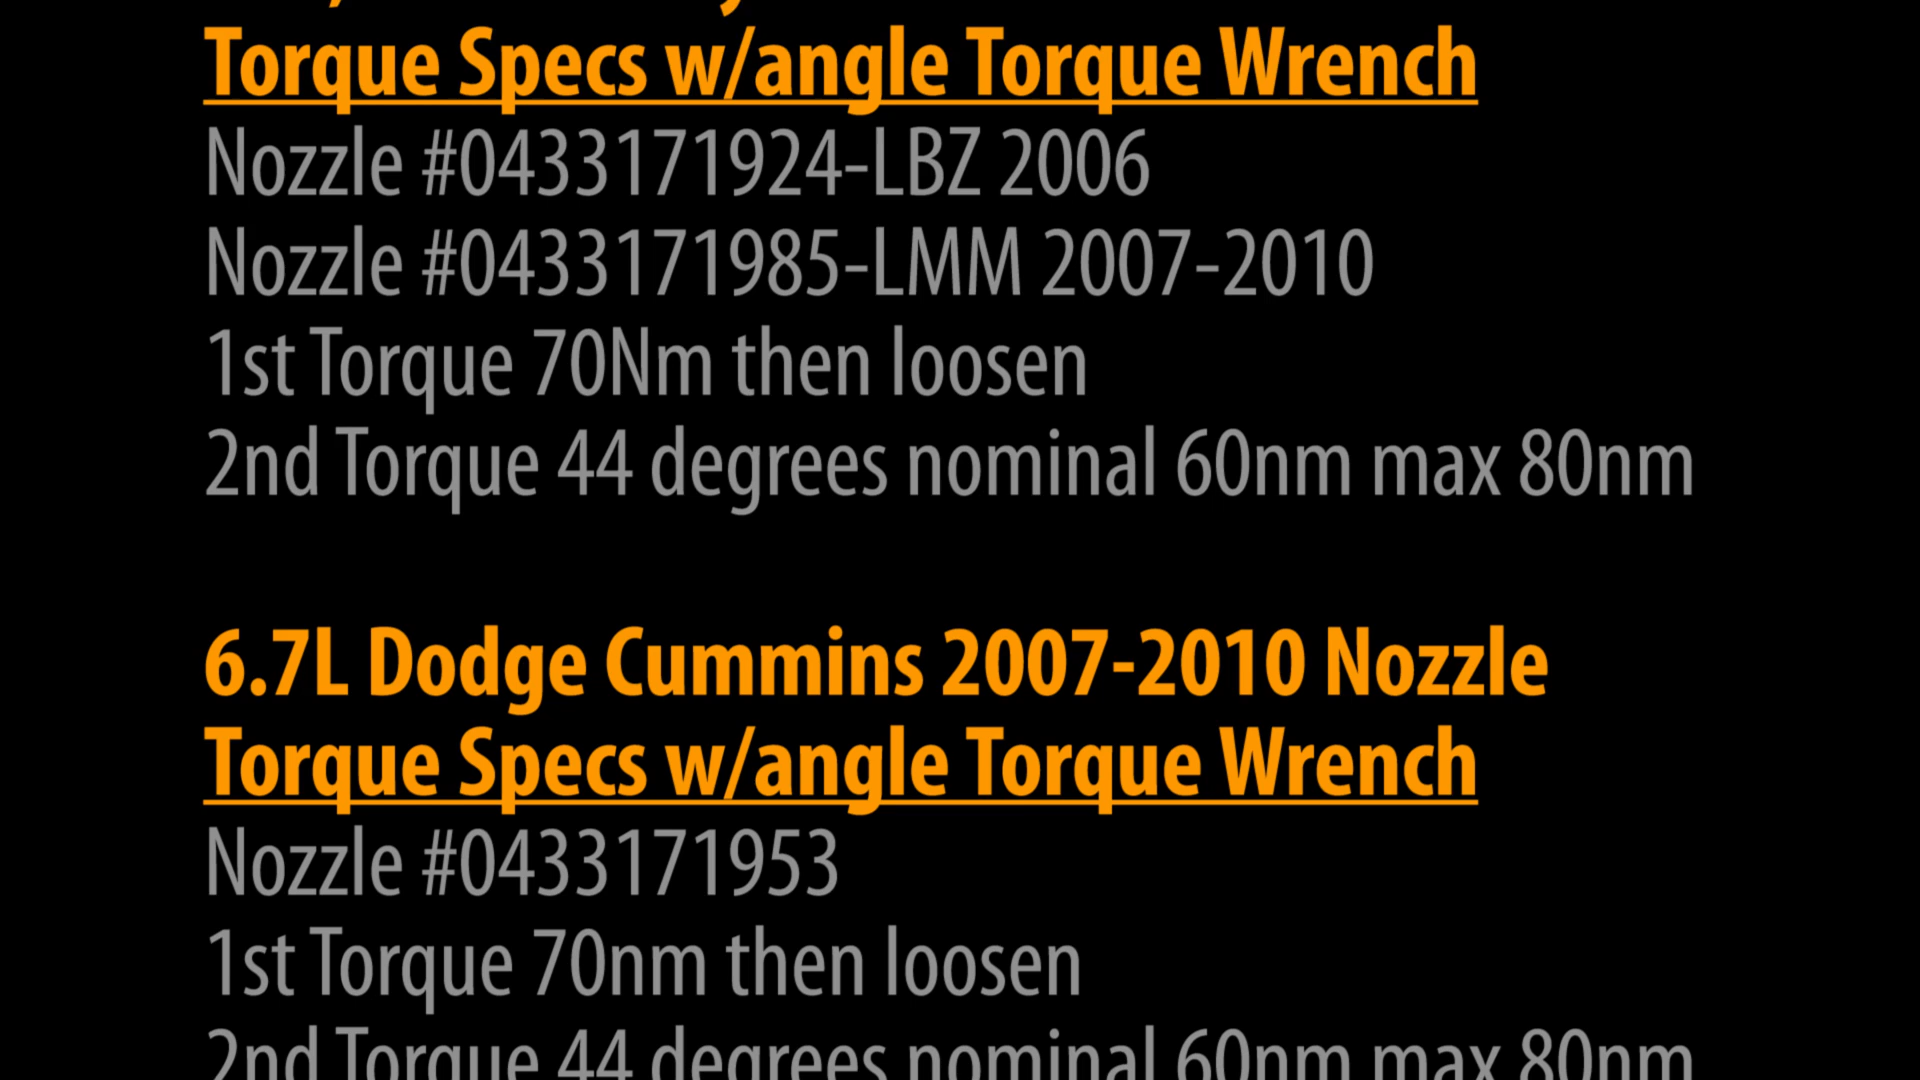 Torque Specs w/angle Torque Wrench
Nozzle #0433171924-LBZ 2006
Nozzle #0433171985-LMM 2007-2010
1st Torque 70Nm then loosen
2nd Torque 44 degrees nominal 60nm max 80nm
6.7L Dodge Cummins 2007-2010 Nozzle
Torque Specs w/angle Torque Wrench
Nozzle #0433171953
1st Torque 70nm then loosen
2nd Torque 44 degrees nominal 60nm max 80nm